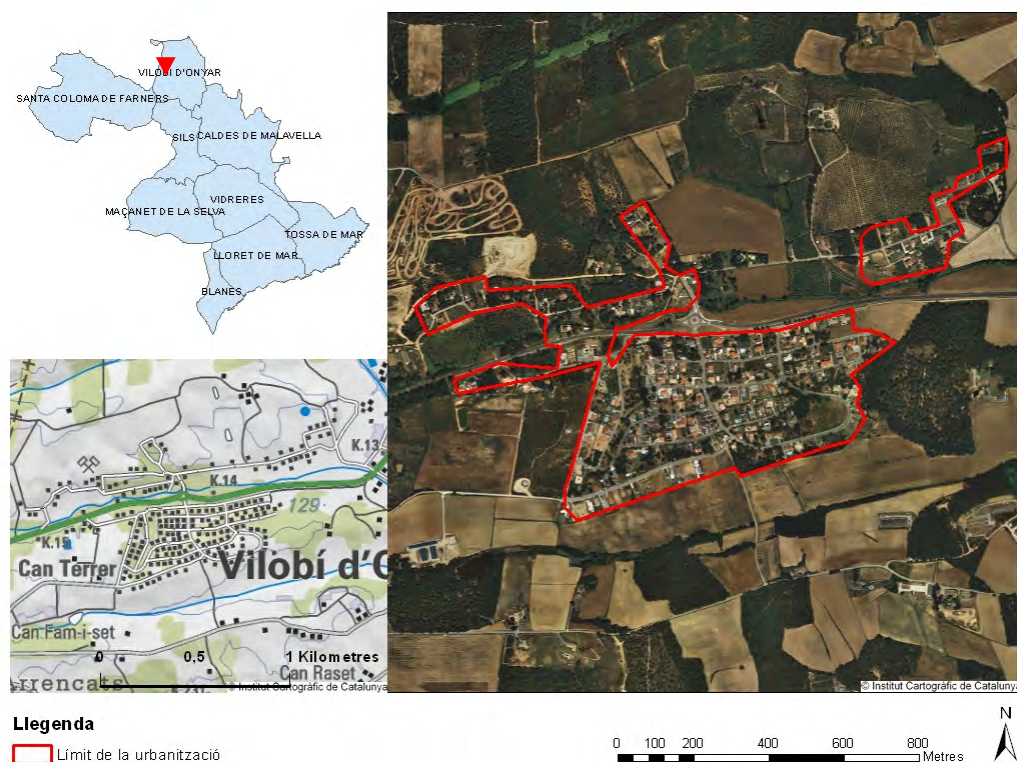 VILOBÍ D'ONYAR
SANTA COLOMA DE FARNERS
SILS
CALDES DE MALAVELLA
VIDRERES
MAÇANET DE LA SELVA
TOSSA DE MAR
LLORET DE MAR
BLANES
K.13
K.14
129
K.15
Can Terrer
Vilobí d'O
Can Fam-i-set
0 0,5 1 Kilometres
Can Raset
rrencats
© Institut Cartogràfic de Catalunya
© Institut Cartogràfic de Catalunya
Llegenda
Límit de la urbanització
N
0 100 200 400 600 800
Metres